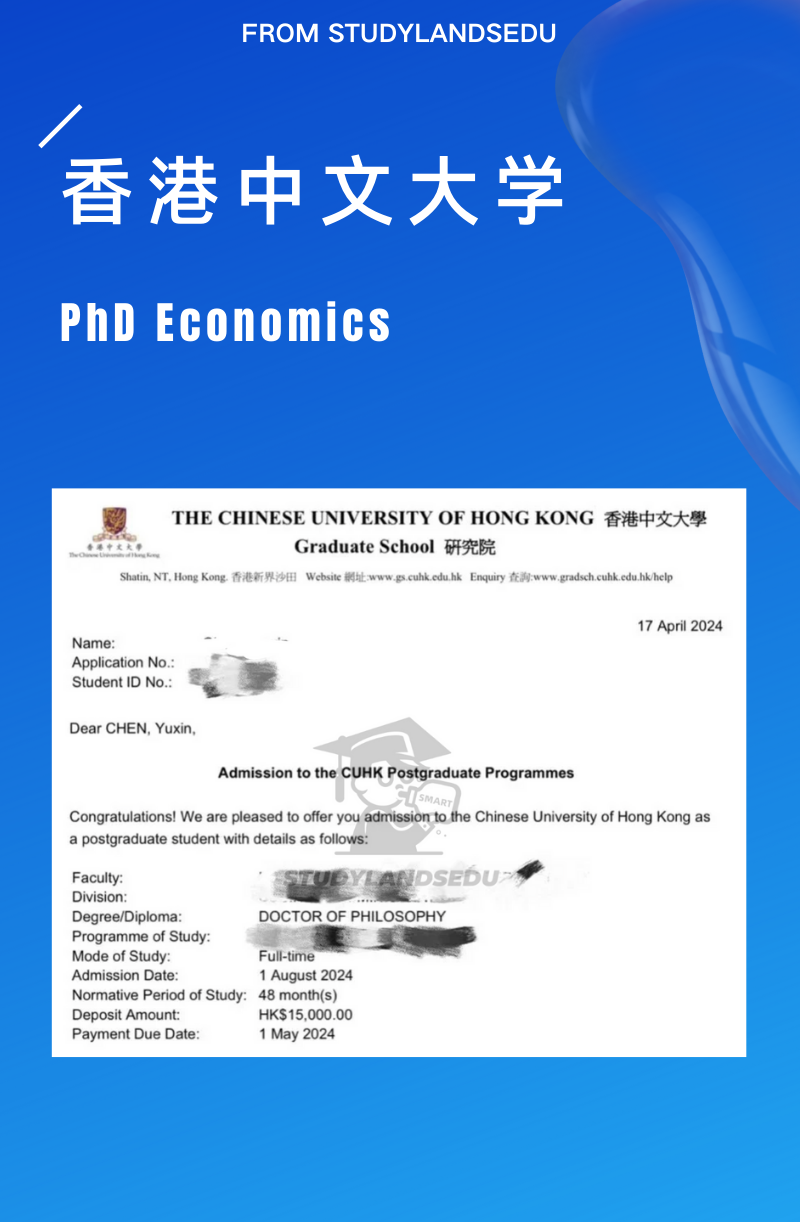 FROM STUDYLANDSEDU
香港中文大学
PhD Economics
THE CHINESE UNIVERSITY OF HONG KONG 香港中文大學
Graduate School 研究院
香港中文大學
The Chinese University of Hong Kong
Shatin, NT, Hong Kong. 香港新界沙田 Website 網址:www.gs.cuhk.edu.hk Enquiry 查詢:www.gradsch.cuhk.edu.hk/help
17 April 2024
Name:
Application No.:
Student ID No.:
Dear CHEN, Yuxin,
Admission to the CUHK Postgraduate Programmes
SMART
Congratulations! We are pleased to offer you admission to the Chinese University of Hong Kong as
a postgraduate student with details as follows:
Faculty:
STUDYLANDSEDU
Division:
Degree/Diploma: DOCTOR OF PHILOSOPHY
Programme of Study:
Mode of Study: Full-time
Admission Date: 1 August 2024
Normative Period of Study: 48 month(s)
Deposit Amount: HK$15,000.00
Payment Due Date: 1 May 2024